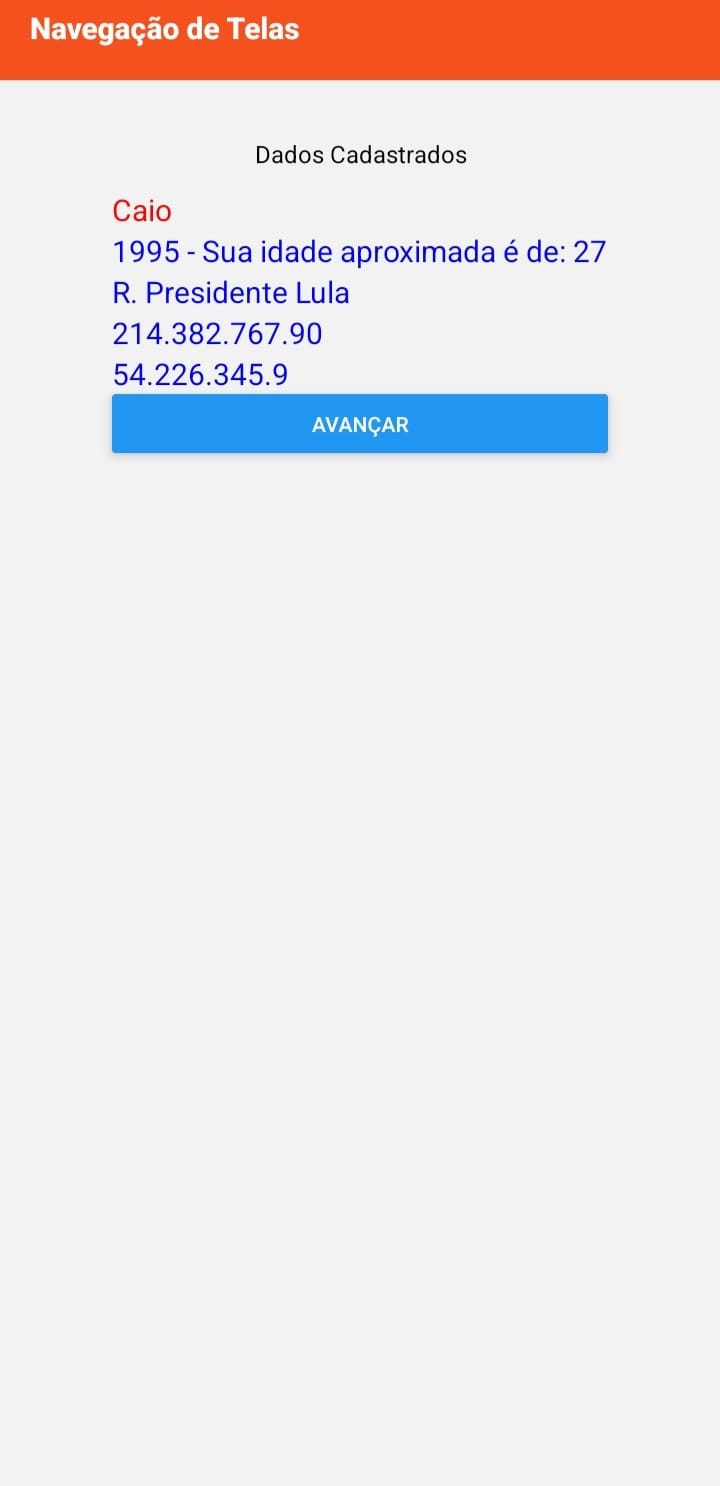 Navegação de Telas
Dados Cadastrados
Caio
1995 - Sua idade aproximada é de: 27
R. Presidente Lula
214.382.767.90
54.226.345.9
AVANÇAR